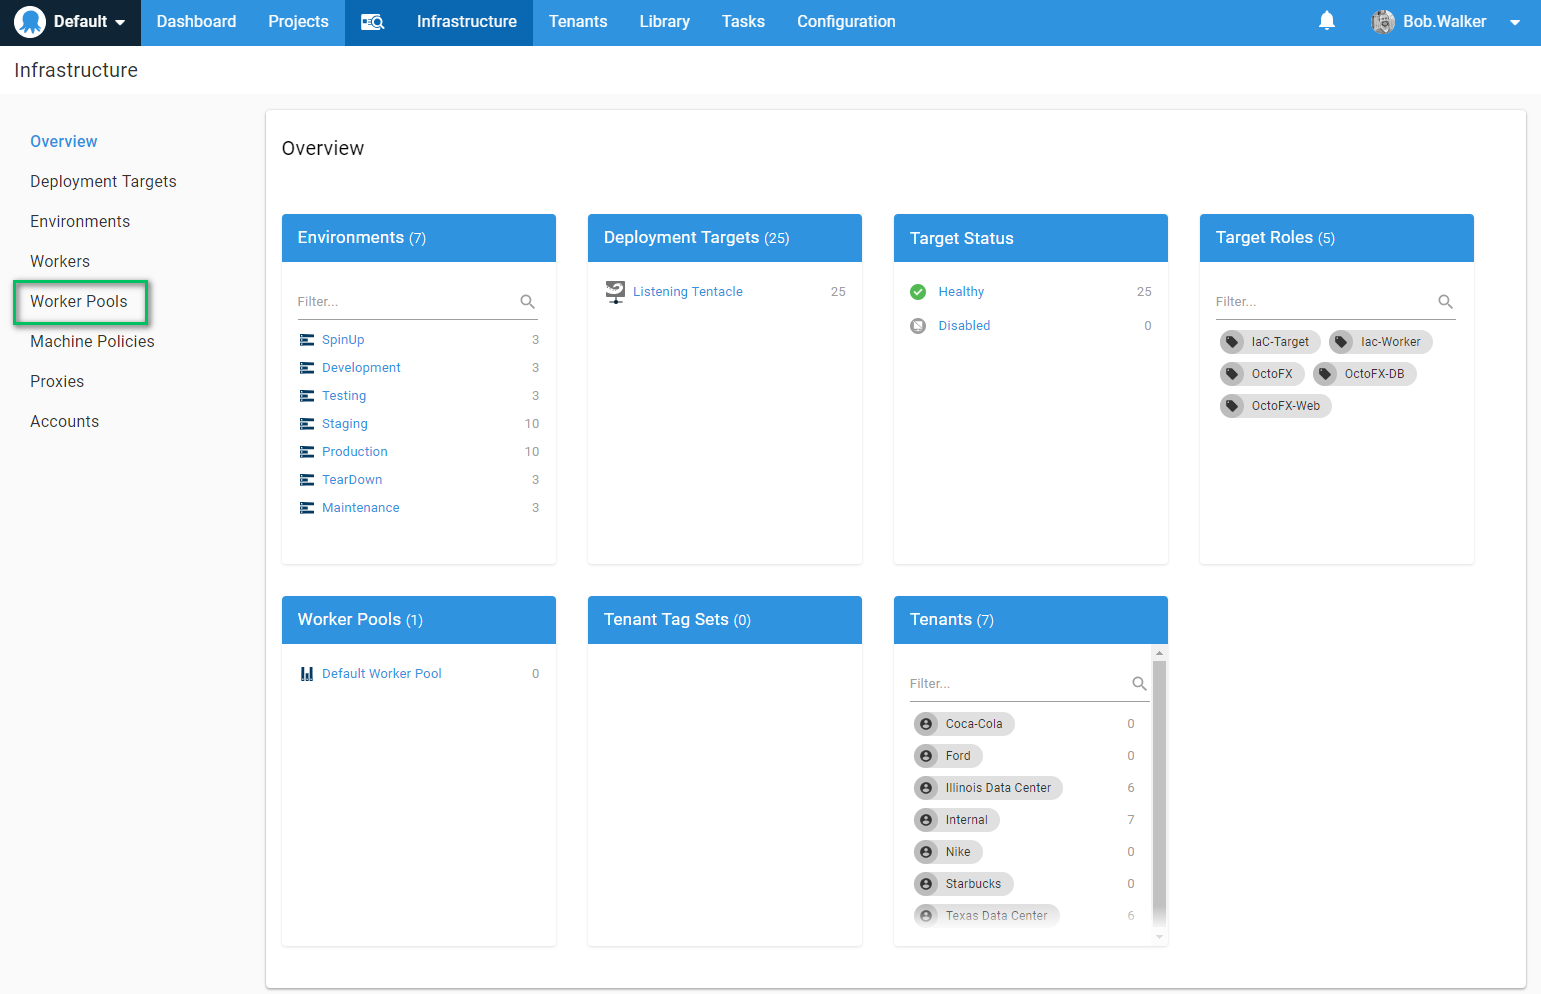 Default
Dashboard
Projects
Infrastructure
Tenants
Library
Tasks
Configuration
Bob.Walker
Infrastructure
Overview
Deployment Targets
Environments
Workers
Worker Pools
Machine Policies
Proxies
Accounts
Overview
Environments (7)
Filter...
SpinUp 3
Development 3
Testing 3
Staging 10
Production 10
TearDown 3
Maintenance 3
Deployment Targets (25)
Listening Tentacle 25
Target Status
Healthy 25
Disabled 0
Target Roles (5)
Filter...
IaC-Target Iac-Worker
OctoFX OctoFX-DB
OctoFX-Web
Worker Pools (1)
Default Worker Pool 0
Tenant Tag Sets (0)
Tenants (7)
Filter...
Coca-Cola 0
Ford 0
Illinois Data Center 6
Internal 7
Nike 0
Starbucks 0
Texas Data Center 6